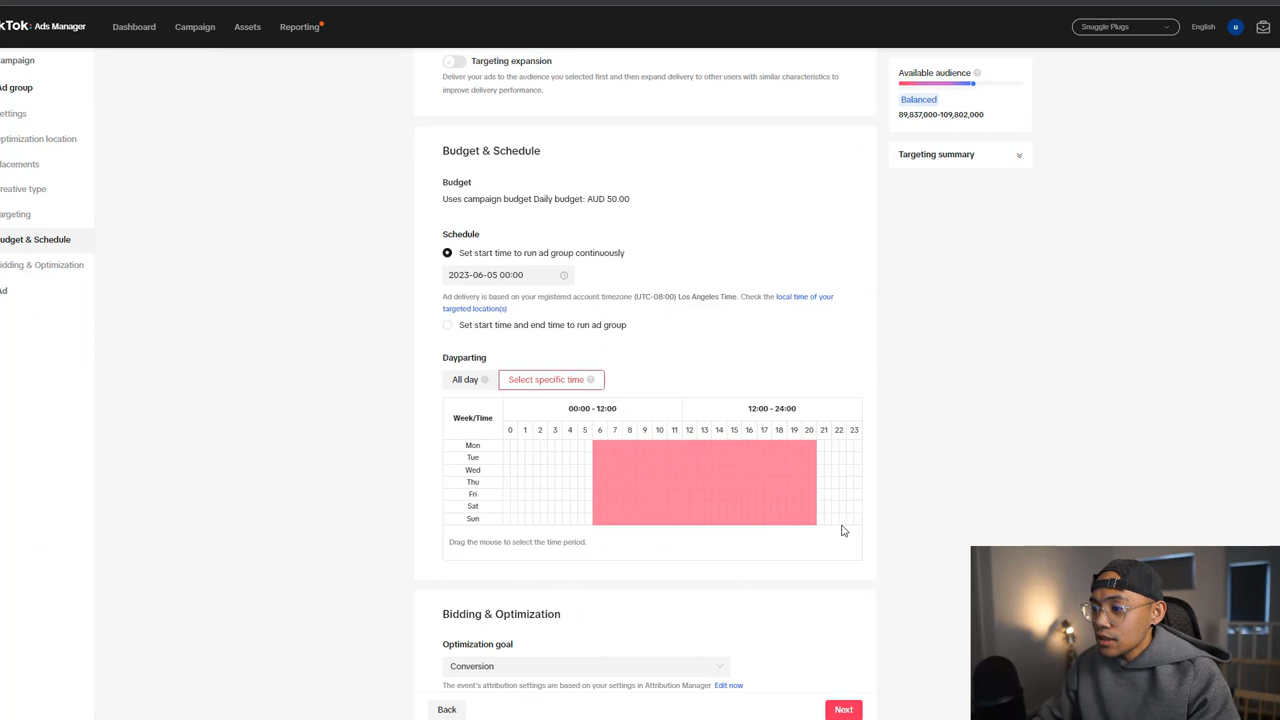 kTok: Ads Manager
Dashboard
Campaign
Assets
Reporting
Snuggle Plugs
English
u
ampaign
d group
ettings
ptimization location
lacements
reative type
argeting
udget & Schedule
idding & Optimization
d
Targeting expansion
Deliver your ads to the audience you selected first and then expand delivery to other users with similar characteristics to
improve delivery performance.
Available audience ?
Balanced
89,837,000-109,802,000
Targeting summary
Budget & Schedule
Budget
Uses campaign budget Daily budget: AUD 50.00
Schedule
Set start time to run ad group continuously
2023-06-05 00:00
Ad delivery is based on your registered account timezone (UTC-08:00) Los Angeles Time. Check the local time of your
targeted location(s)
Set start time and end time to run ad group
Dayparting
All day ? Select specific time ?
Week/Time 00:00 - 12:00 12:00 - 24:00
0 1 2 3 4 5 6 7 8 9 10 11 12 13 14 15 16 17 18 19 20 21 22 23
Mon
Tue
Wed
Thu
Fri
Sat
Sun
Drag the mouse to select the time period.
Bidding & Optimization
Optimization goal
Conversion
The event's attribution settings are based on your settings in Attribution Manager Edit now
Back
Next